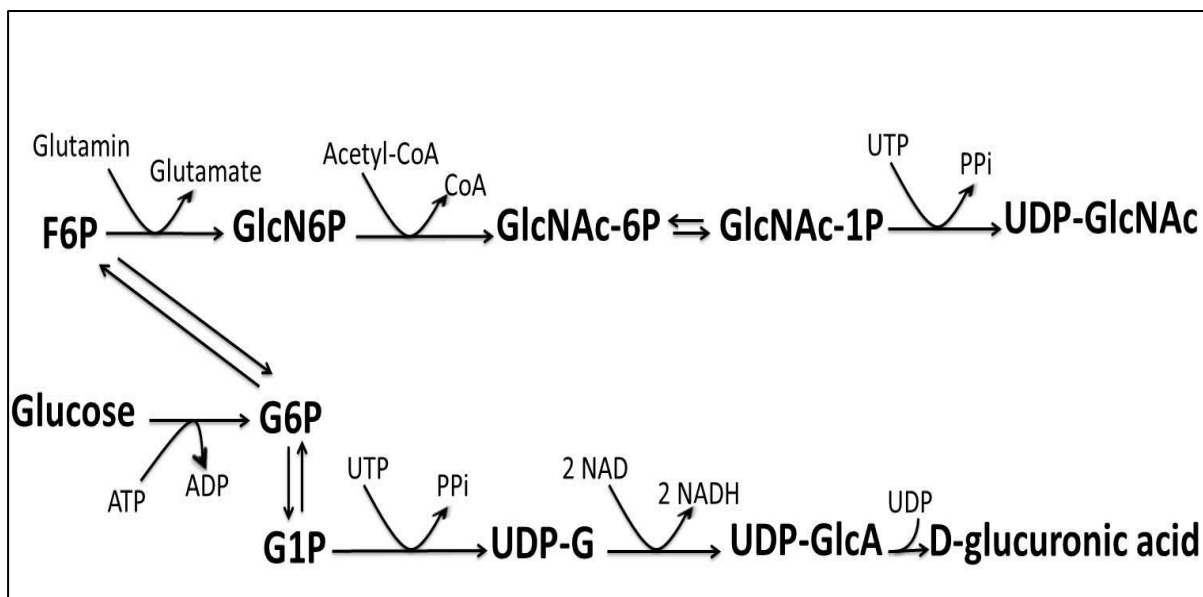 Glutamin Glutamate Acetyl-CoA CoA UTP PPi
F6P GlcN6P GlcNAc-6P GlcNAc-1P UDP-GlcNAc
Glucose G6P
ATP ADP UTP PPi 2 NAD 2 NADH UDP
G1P UDP-G UDP-GlcA D-glucuronic acid